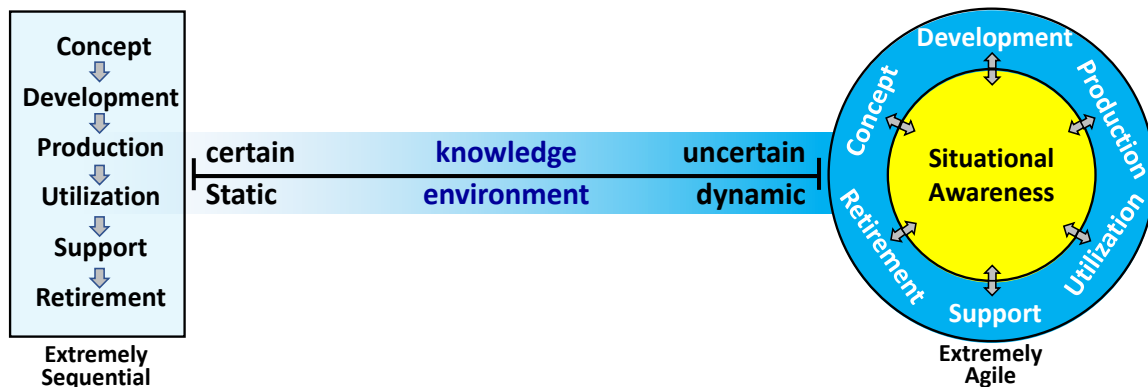 Concept
Development
Production
Utilization
Support
Retirement
Extremely
Sequential
certain knowledge uncertain
Static environment dynamic
Development
Production
Utilization
Support
Retirement
Concept
Situational
Awareness
Extremely
Agile